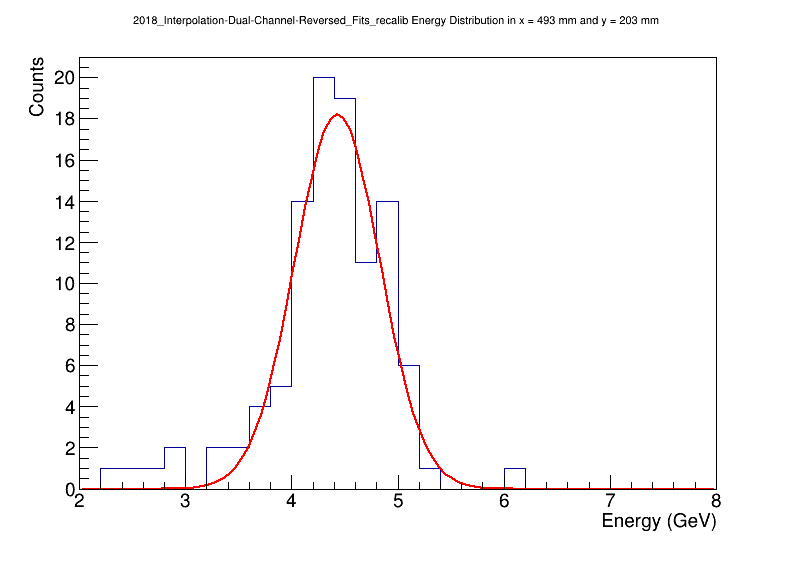 2018_Interpolation-Dual-Channel-Reversed_Fits_recalib Energy Distribution in x = 493 mm and y = 203 mm
Counts
20
18
16
14
12
10
8
6
4
2
0
2 3 4 5 6 7 8
Energy (GeV)